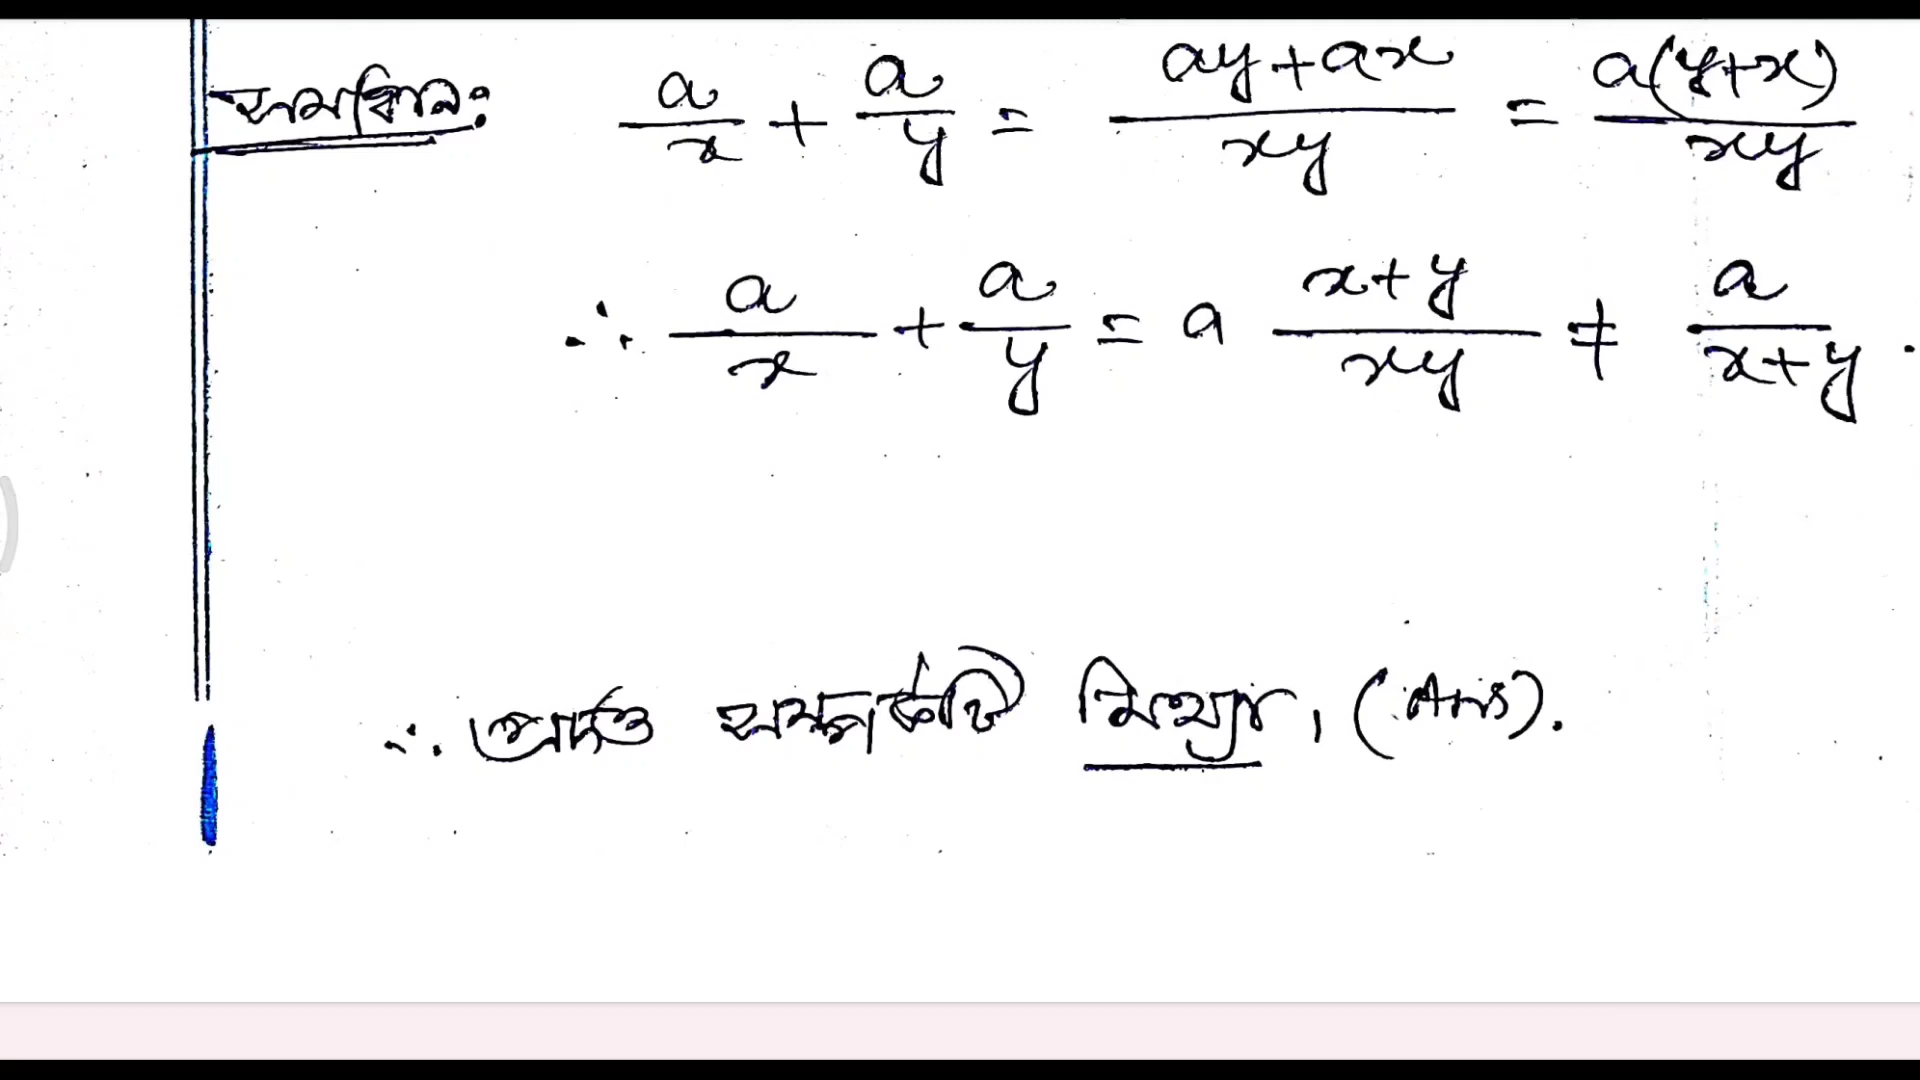 সমাধান: a/x + a/y = ay+ax/xy = a(y+x)/xy
∴ a/x + a/y = a x+y/xy ≠ a/x+y .
∴ প্রদত্ত সম্পর্কটি মিথ্যা, (Ans).